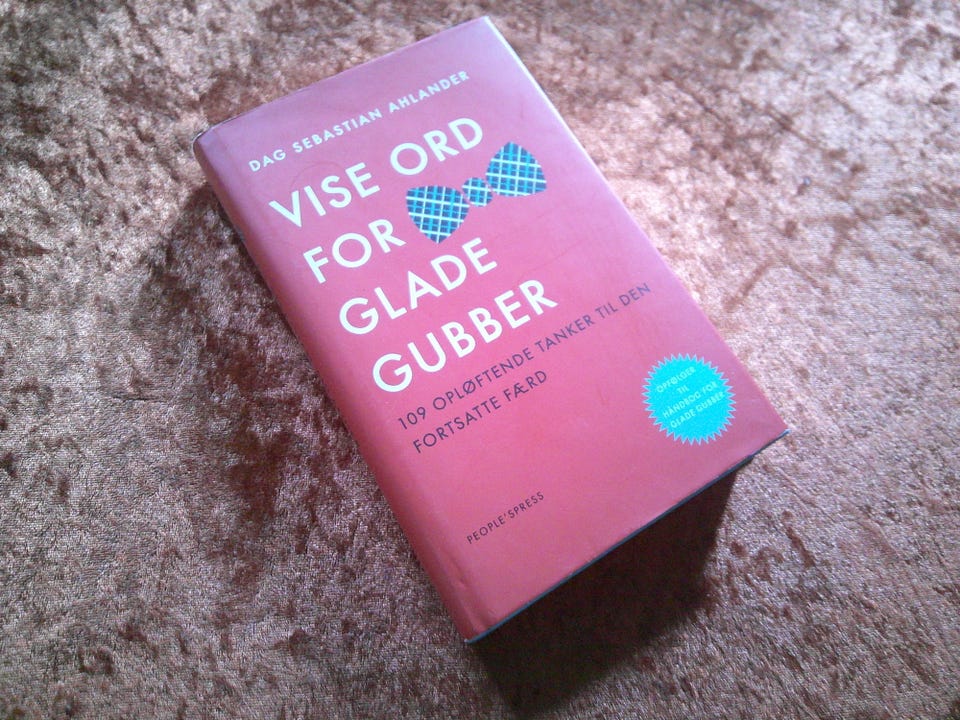 DAG SEBASTIAN AHLANDER
VISE ORD
FOR
GLADE
GUBBER
109 OPLØFTENDE TANKER TIL DEN
FORTSATTE FÆRD
OPFØLGER
TIL
HÅNDBOG FOR
GLADE GUBBER
PEOPLE'SPRESS